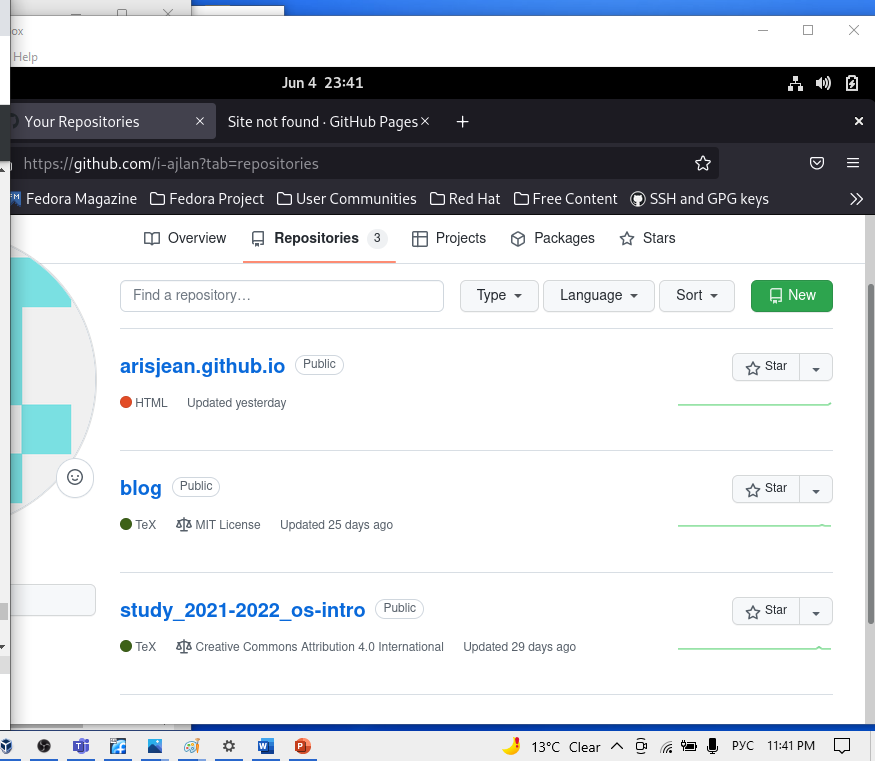 ox
Help
Jun 4 23:41
Your Repositories × Site not found · GitHub Pages × +
https://github.com/i-ajlan?tab=repositories
Fedora Magazine Fedora Project User Communities Red Hat Free Content SSH and GPG keys
Overview Repositories 3 Projects Packages Stars
Find a repository… Type Language Sort New
arisjean.github.io Public Star
HTML Updated yesterday
blog Public Star
TeX MIT License Updated 25 days ago
study_2021-2022_os-intro Public Star
TeX Creative Commons Attribution 4.0 International Updated 29 days ago
13°C Clear РУС 11:41 PM